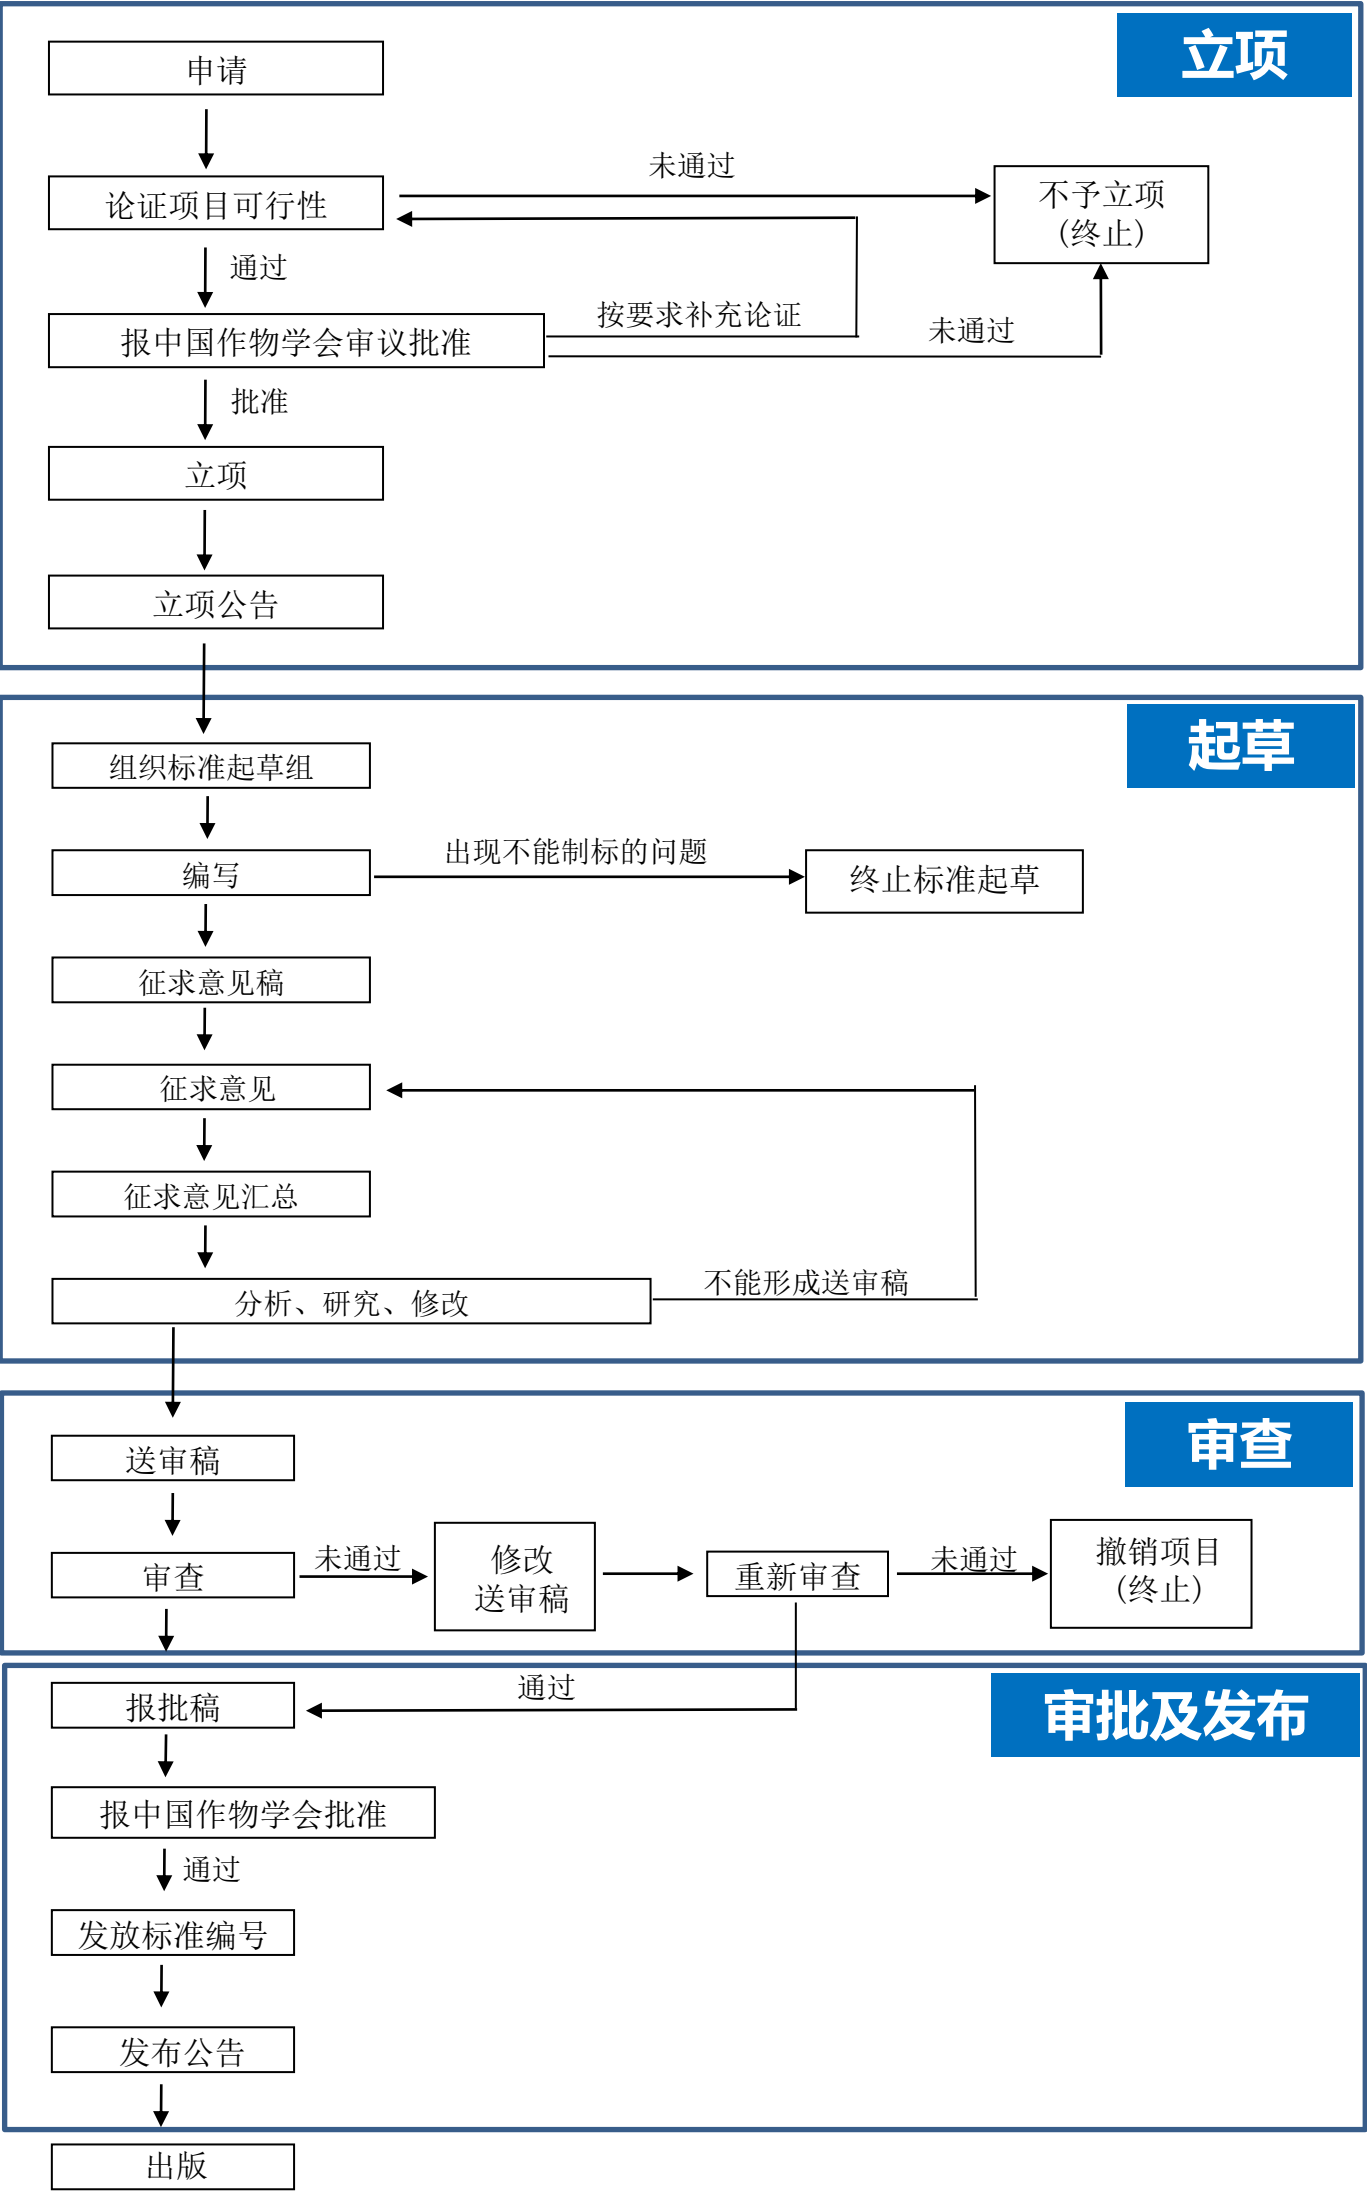 立项
申请
未通过
论证项目可行性
不予立项
(终止)
通过
按要求补充论证
未通过
报中国作物学会审议批准
批准
立项
立项公告
起草
组织标准起草组
出现不能制标的问题
编写
终止标准起草
征求意见稿
征求意见
征求意见汇总
不能形成送审稿
分析、研究、修改
审查
送审稿
审查
未通过
修改
送审稿
重新审查
未通过
撤销项目
(终止)
审批及发布
通过
报批稿
报中国作物学会批准
通过
发放标准编号
发布公告
出版